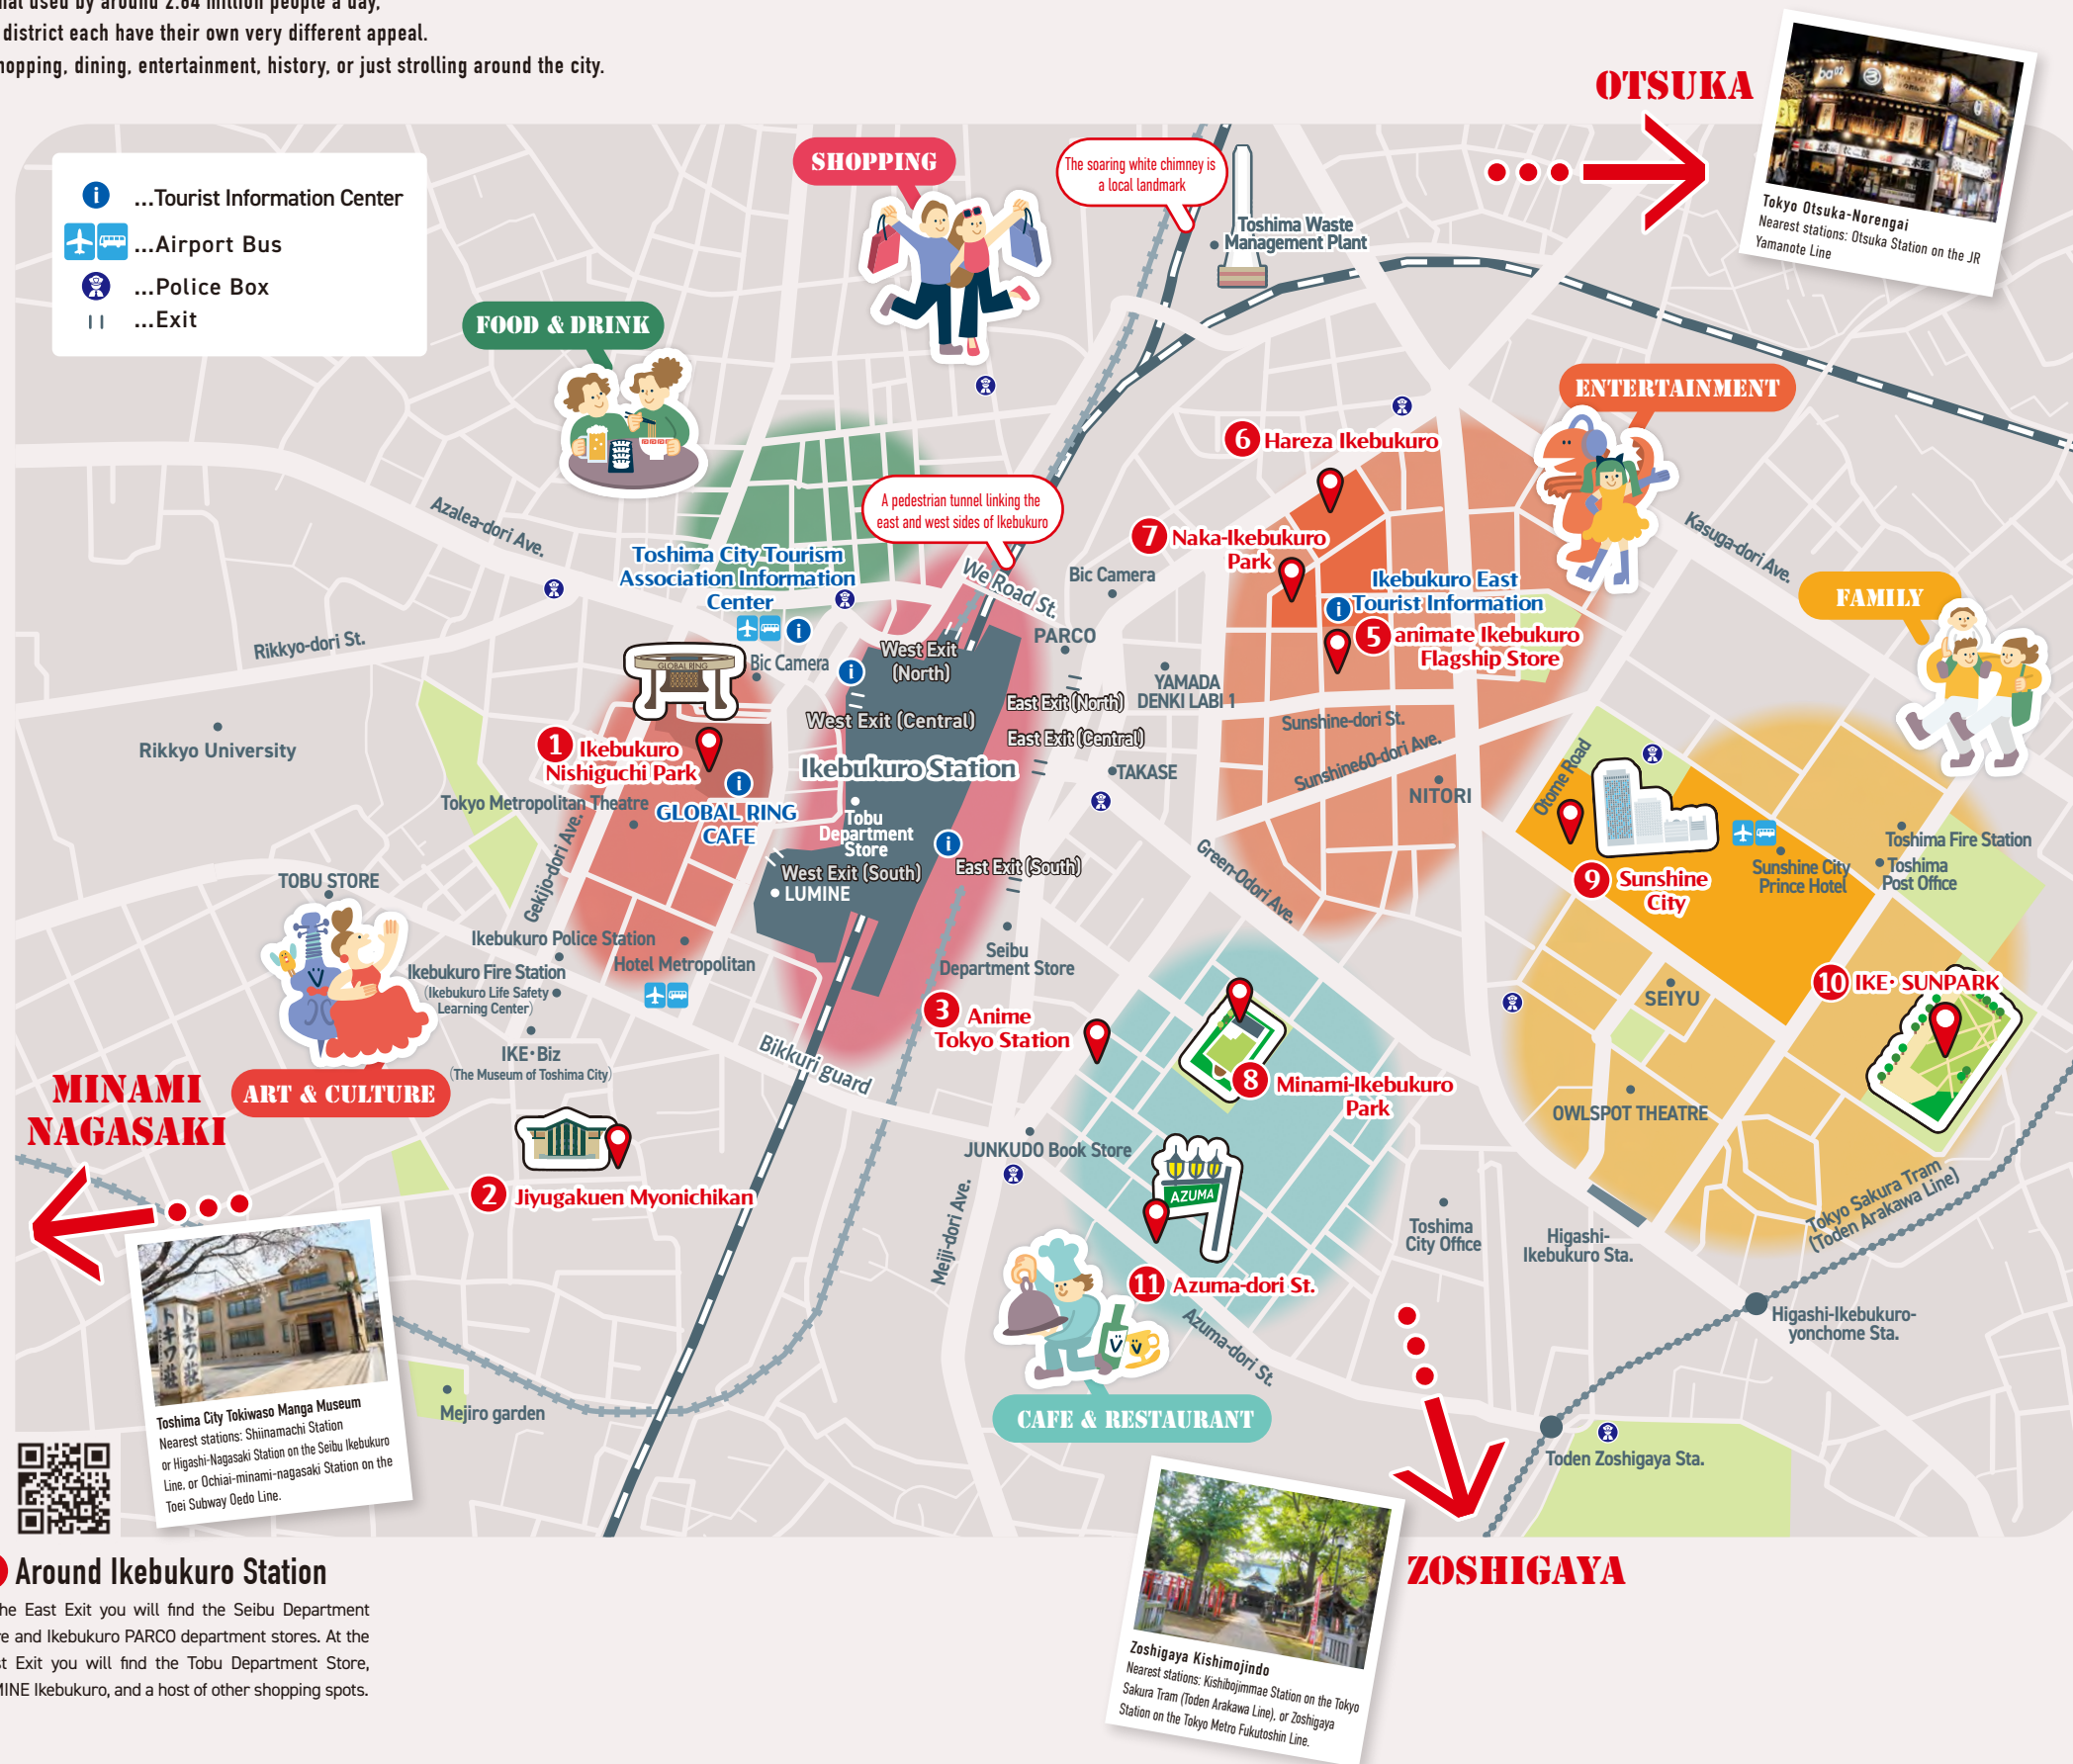 nal used by around 2.64 million people a day,
district each have their own very different appeal.
hopping, dining, entertainment, history, or just strolling around the city.
OTSUKA
Tokyo Otsuka-Norengai
Nearest stations: Otsuka Station on the JR
Yamanote Line
...Tourist Information Center
...Airport Bus
...Police Box
...Exit
SHOPPING
The soaring white chimney is
a local landmark
Toshima Waste
Management Plant
FOOD & DRINK
ENTERTAINMENT
6 Hareza Ikebukuro
A pedestrian tunnel linking the
east and west sides of Ikebukuro
Azalea-dori Ave.
Kasuga-dori Ave.
7 Naka-Ikebukuro
Park
Toshima City Tourism
Association Information
Center
We Road St.
Bic Camera
Ikebukuro East
Tourist Information
FAMILY
Rikkyo-dori St.
PARCO
5 animate Ikebukuro
Flagship Store
GLOBAL RING
Bic Camera
West Exit
(North)
YAMADA
DENKI LABI 1
East Exit (North)
West Exit (Central)
Sunshine-dori St.
East Exit (Central)
Sunshine60-dori Ave.
Rikkyo University
1 Ikebukuro
Nishiguchi Park
Ikebukuro Station
TAKASE
NITORI
Otome Road
Tokyo Metropolitan Theatre
GLOBAL RING
CAFE
Tobu
Department
Store
Toshima Fire Station
Sunshine City
Prince Hotel
Toshima
Post Office
Gekijo-dori Ave.
West Exit (South)
East Exit (South)
Green-Odori Ave.
9 Sunshine
City
TOBU STORE
LUMINE
Ikebukuro Police Station
Hotel Metropolitan
Seibu
Department Store
Ikebukuro Fire Station
(Ikebukuro Life Safety
Learning Center)
SEIYU
10 IKE・SUNPARK
3 Anime
Tokyo Station
IKE・Biz
(The Museum of Toshima City)
Bikkuri guard
8 Minami-Ikebukuro
Park
OWLSPOT THEATRE
ART & CULTURE
MINAMI
NAGASAKI
JUNKUDO Book Store
AZUMA
2 Jiyugakuen Myonichikan
Meiji-dori Ave.
Toshima
City Office
Higashi-
Ikebukuro Sta.
Tokyo Sakura Tram
(Toden Arakawa Line)
11 Azuma-dori St.
Azuma-dori St.
Higashi-Ikebukuro-
yonchome Sta.
トキワ荘
トキワ荘
Toshima City Tokiwaso Manga Museum
Nearest stations: Shiinamachi Station
or Higashi-Nagasaki Station on the Seibu Ikebukuro
Line, or Ochiai-minami-nagasaki Station on the
Toei Subway Oedo Line.
Mejiro garden
CAFE & RESTAURANT
Toden Zoshigaya Sta.
ZOSHIGAYA
Zoshigaya Kishimojindo
Nearest stations: Kishibojimmae Station on the Tokyo
Sakura Tram (Toden Arakawa Line), or Zoshigaya
Station on the Tokyo Metro Fukutoshin Line.
Around Ikebukuro Station
he East Exit you will find the Seibu Department
e and Ikebukuro PARCO department stores. At the
st Exit you will find the Tobu Department Store,
MINE Ikebukuro, and a host of other shopping spots.